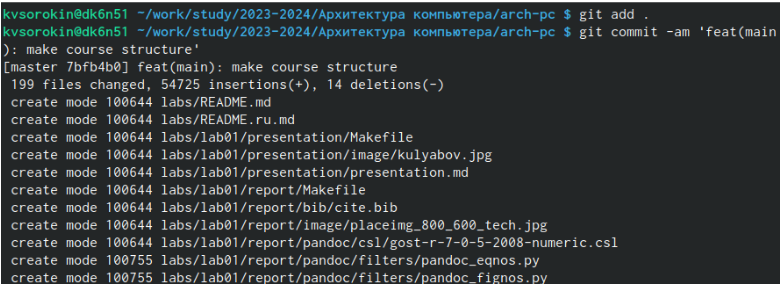 kvsorokin@dk6n51 ~/work/study/2023-2024/Архитектура компьютера/arch-pc $ git add .
kvsorokin@dk6n51 ~/work/study/2023-2024/Архитектура компьютера/arch-pc $ git commit -am 'feat(main
): make course structure'
[master 7bfb4b0] feat(main): make course structure
 199 files changed, 54725 insertions(+), 14 deletions(-)
 create mode 100644 labs/README.md
 create mode 100644 labs/README.ru.md
 create mode 100644 labs/lab01/presentation/Makefile
 create mode 100644 labs/lab01/presentation/image/kulyabov.jpg
 create mode 100644 labs/lab01/presentation/presentation.md
 create mode 100644 labs/lab01/report/Makefile
 create mode 100644 labs/lab01/report/bib/cite.bib
 create mode 100644 labs/lab01/report/image/placeimg_800_600_tech.jpg
 create mode 100644 labs/lab01/report/pandoc/csl/gost-r-7-0-5-2008-numeric.csl
 create mode 100755 labs/lab01/report/pandoc/filters/pandoc_eqnos.py
 create mode 100755 labs/lab01/report/pandoc/filters/pandoc_fignos.py